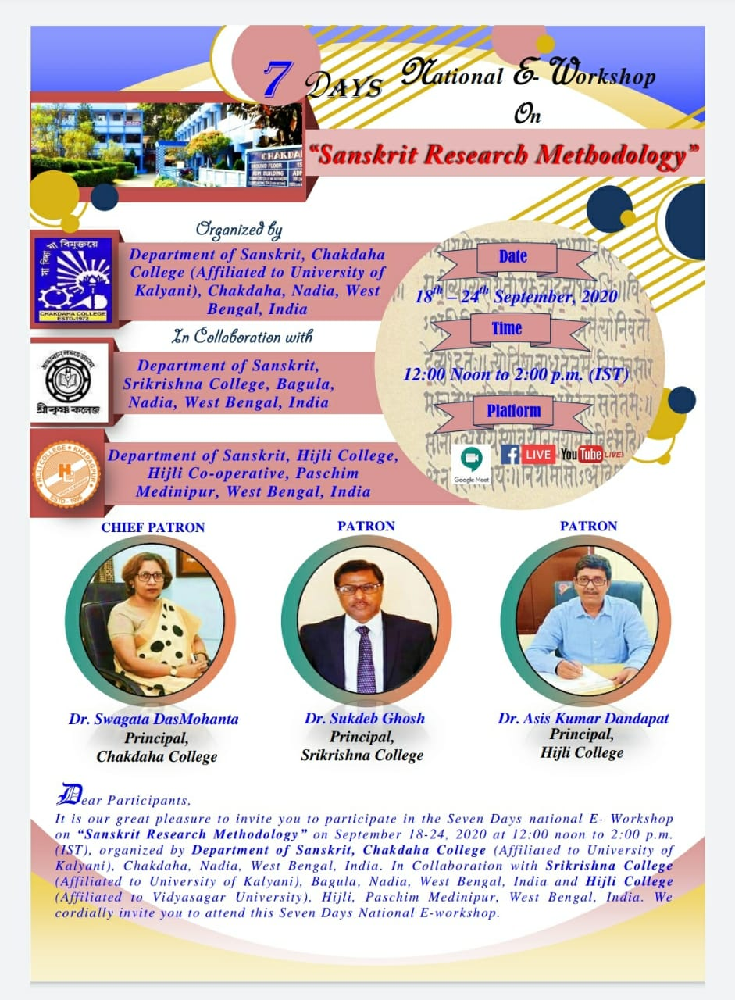 7 Days National E- Workshop
On
“Sanskrit Research Methodology”
CHAKDA
GROUND FLOOR
ADM BUILDING
Organized by
Department of Sanskrit, Chakdaha
College (Affiliated to University of
Kalyani), Chakdaha, Nadia, West
Bengal, India
সা বিদ্যা যা বিমুক্তয়ে
CHAKDAHA COLLEGE
ESTD-1972
In Collaboration with
Department of Sanskrit,
Srikrishna College, Bagula,
Nadia, West Bengal, India
শ্রীকৃষ্ণ কলেজ
Department of Sanskrit, Hijli College,
Hijli Co-operative, Paschim
Medinipur, West Bengal, India
HIJLI COLLEGE • KHARAGPUR
ESTD - 1995
Date
18th – 24th September, 2020
Time
12:00 Noon to 2:00 p.m. (IST)
Platform
Google Meet
f LIVE
YouTube LIVE!
CHIEF PATRON
Dr. Swagata DasMohanta
Principal,
Chakdaha College
PATRON
Dr. Sukdeb Ghosh
Principal,
Srikrishna College
PATRON
Dr. Asis Kumar Dandapat
Principal,
Hijli College
Dear Participants,
It is our great pleasure to invite you to participate in the Seven Days national E- Workshop
on “Sanskrit Research Methodology” on September 18-24, 2020 at 12:00 noon to 2:00 p.m.
(IST), organized by Department of Sanskrit, Chakdaha College (Affiliated to University of
Kalyani), Chakdaha, Nadia, West Bengal, India. In Collaboration with Srikrishna College
(Affiliated to University of Kalyani), Bagula, Nadia, West Bengal, India and Hijli College
(Affiliated to Vidyasagar University), Hijli, Paschim Medinipur, West Bengal, India. We
cordially invite you to attend this Seven Days National E-workshop.